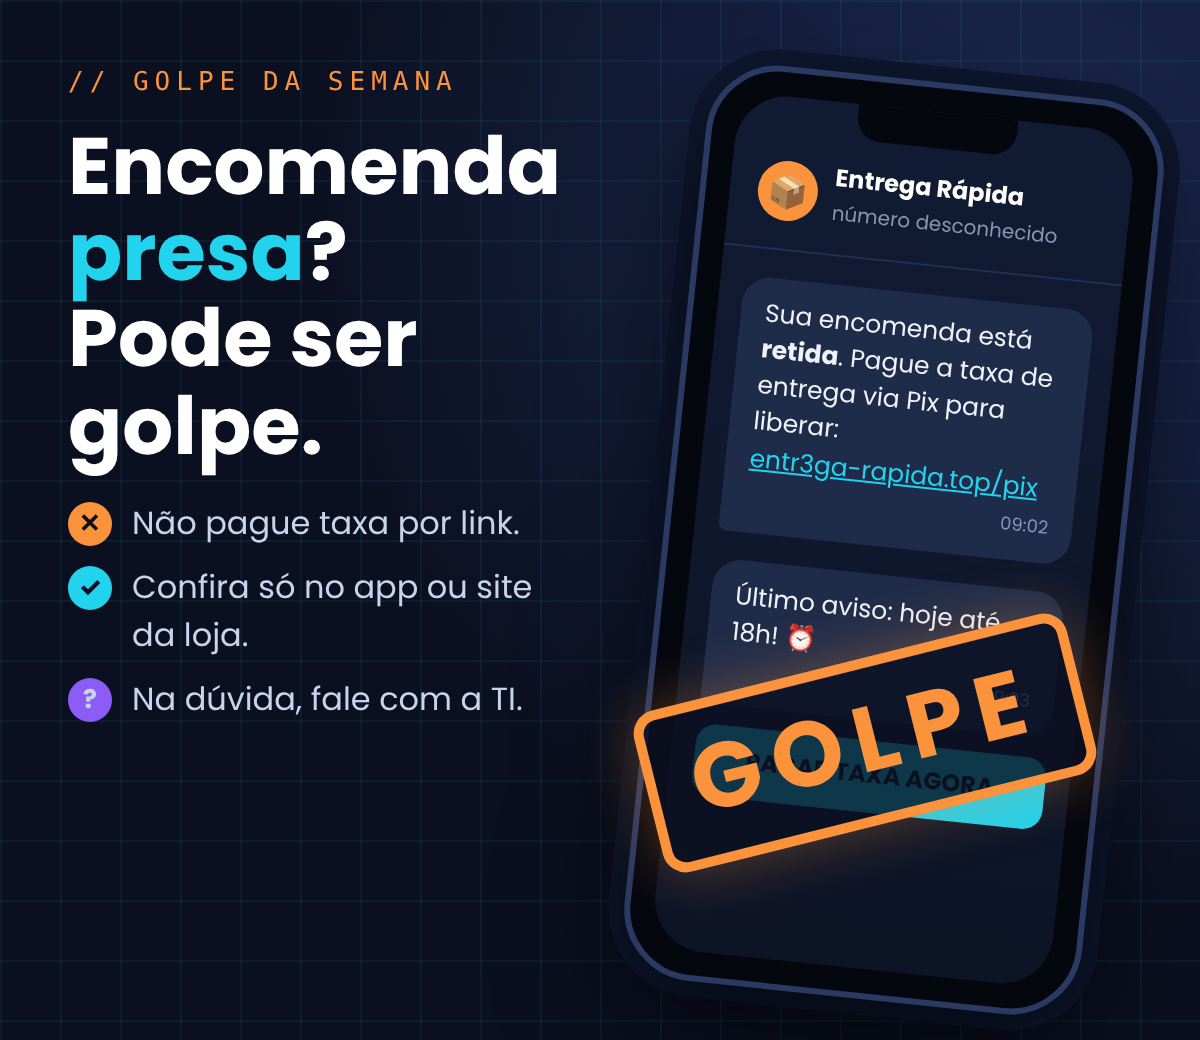 // GOLPE DA SEMANA
Encomenda
presa?
Pode ser
golpe.
Não pague taxa por link.
Confira só no app ou site
da loja.
Na dúvida, fale com a TI.
Entrega Rápida
número desconhecido
Sua encomenda está
retida. Pague a taxa de
entrega via Pix para
liberar:
entr3ga-rapida.top/pix
09:02
Último aviso: hoje até
18h! ⏰
GOLPE
TAXA AGORA